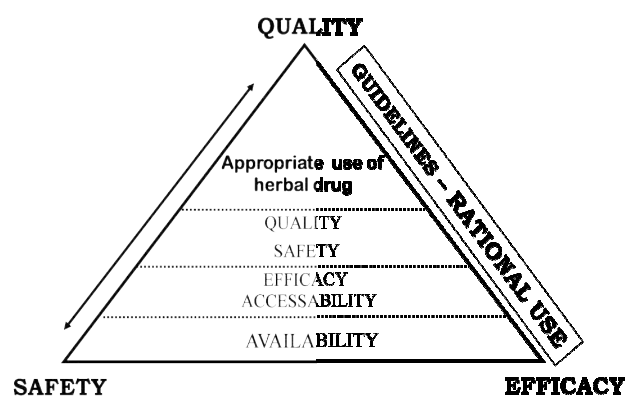 QUALITY
GUIDELINES – RATIONAL USE
Appropriate use of
herbal drug
QUALITY
SAFETY
EFFICACY
ACCESSABILITY
AVAILABILITY
SAFETY
EFFICACY